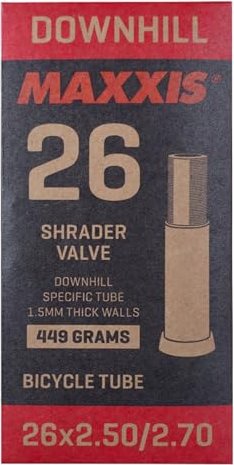 DOWNHILL
MAXXIS®
26
SHRADER
VALVE
DOWNHILL
SPECIFIC TUBE
1.5MM THICK WALLS
449 GRAMS
BICYCLE TUBE
26x2.50/2.70